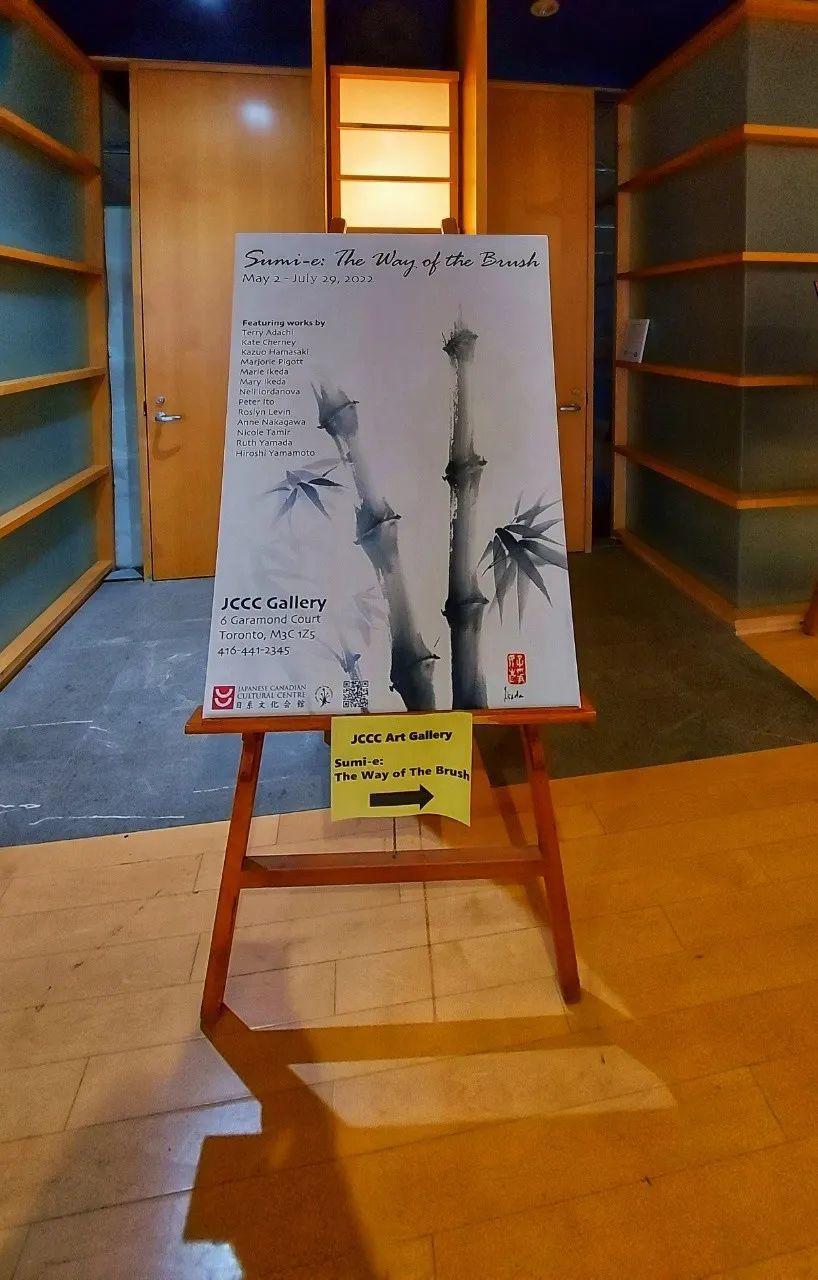 Sumi-e: The Way of the Brush
May 2 - July 29, 2022
Featuring works by
Terry Adachi
Kate Cherney
Kazuo Hamasaki
Marjorie Pigott
Marie Ikeda
Mary Ikeda
Neli Iordanova
Peter Ito
Roslyn Levin
Anne Nakagawa
Nicole Tamir
Ruth Yamada
Hiroshi Yamamoto
JCCC Gallery
6 Garamond Court
Toronto, M3C 1Z5
416-441-2345
JAPANESE CANADIAN
CULTURAL CENTRE
日系文化会館
Ikeda
JCCC Art Gallery
Sumi-e:
The Way of The Brush